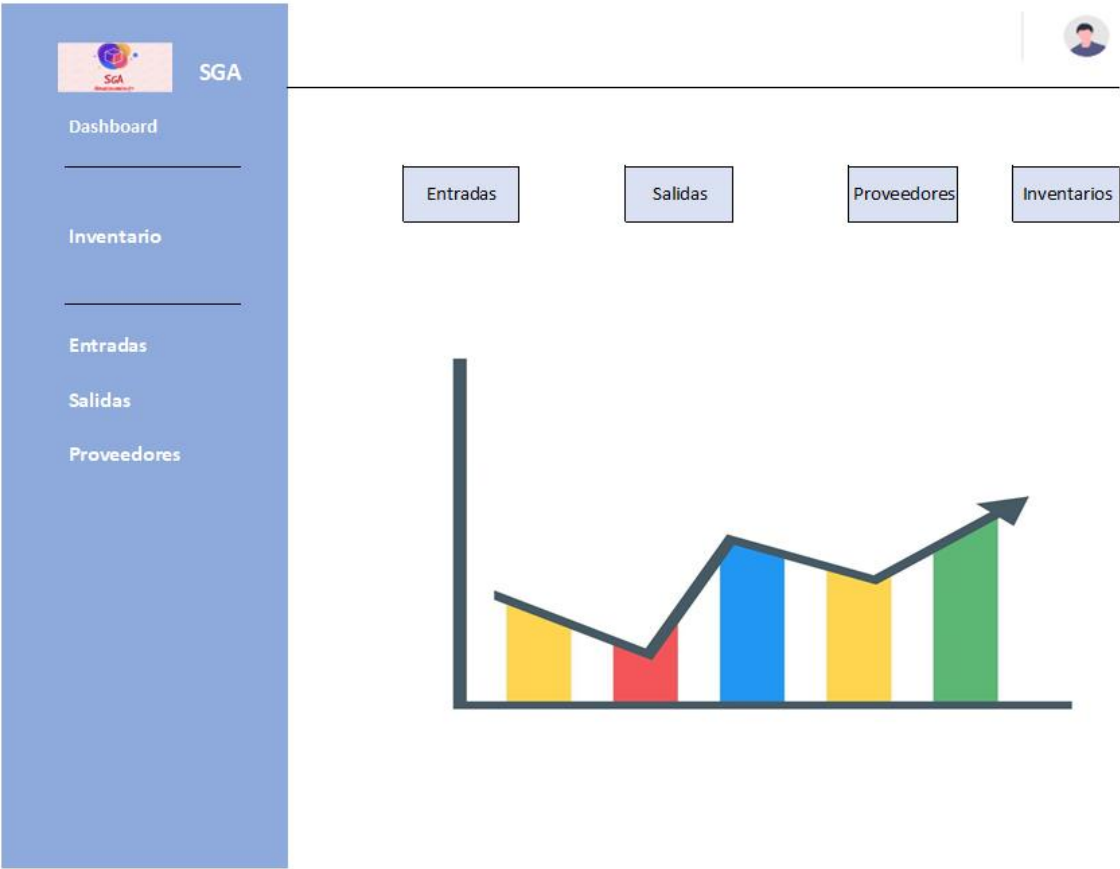 SGA
SGA
Dashboard
Inventario
Entradas
Salidas
Proveedores
Entradas
Salidas
Proveedores
Inventarios